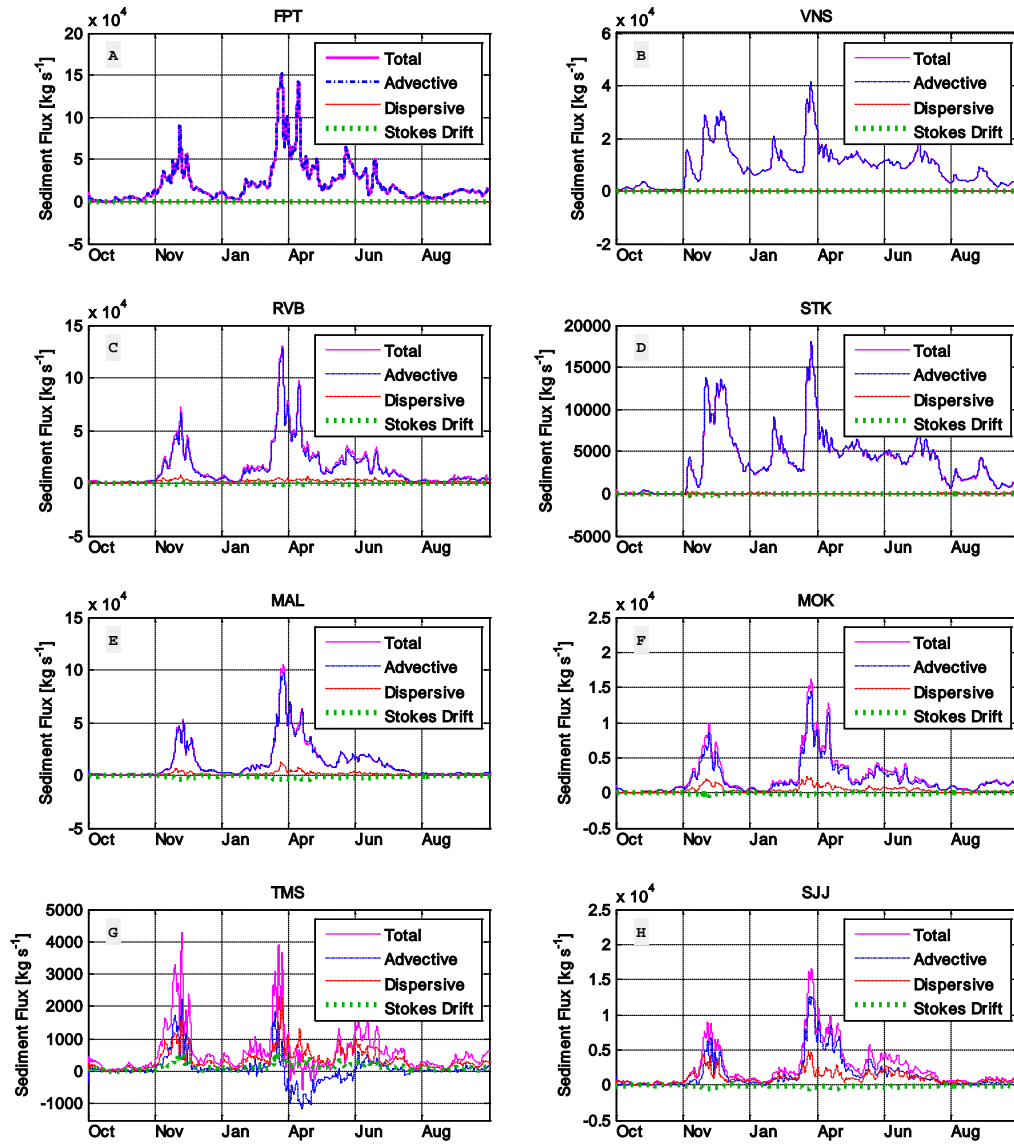 FPT
x 10^4
A
20
15
10
5
0
-5
Sediment Flux [kg s^-1]
Total
Advective
Dispersive
Stokes Drift
Oct Nov Jan Apr Jun Aug
VNS
x 10^4
B
6
4
2
0
-2
Sediment Flux [kg s^-1]
Total
Advective
Dispersive
Stokes Drift
Oct Nov Jan Apr Jun Aug
RVB
x 10^4
C
15
10
5
0
-5
Sediment Flux [kg s^-1]
Total
Advective
Dispersive
Stokes Drift
Oct Nov Jan Apr Jun Aug
STK
D
20000
15000
10000
5000
0
-5000
Sediment Flux [kg s^-1]
Total
Advective
Dispersive
Stokes Drift
Oct Nov Jan Apr Jun Aug
MAL
x 10^4
E
15
10
5
0
-5
Sediment Flux [kg s^-1]
Total
Advective
Dispersive
Stokes Drift
Oct Nov Jan Apr Jun Aug
MOK
x 10^4
F
2.5
2
1.5
1
0.5
0
-0.5
Sediment Flux [kg s^-1]
Total
Advective
Dispersive
Stokes Drift
Oct Nov Jan Apr Jun Aug
TMS
G
5000
4000
3000
2000
1000
0
-1000
Sediment Flux [kg s^-1]
Total
Advective
Dispersive
Stokes Drift
Oct Nov Jan Apr Jun Aug
SJJ
x 10^4
H
2.5
2
1.5
1
0.5
0
-0.5
Sediment Flux [kg s^-1]
Total
Advective
Dispersive
Stokes Drift
Oct Nov Jan Apr Jun Aug